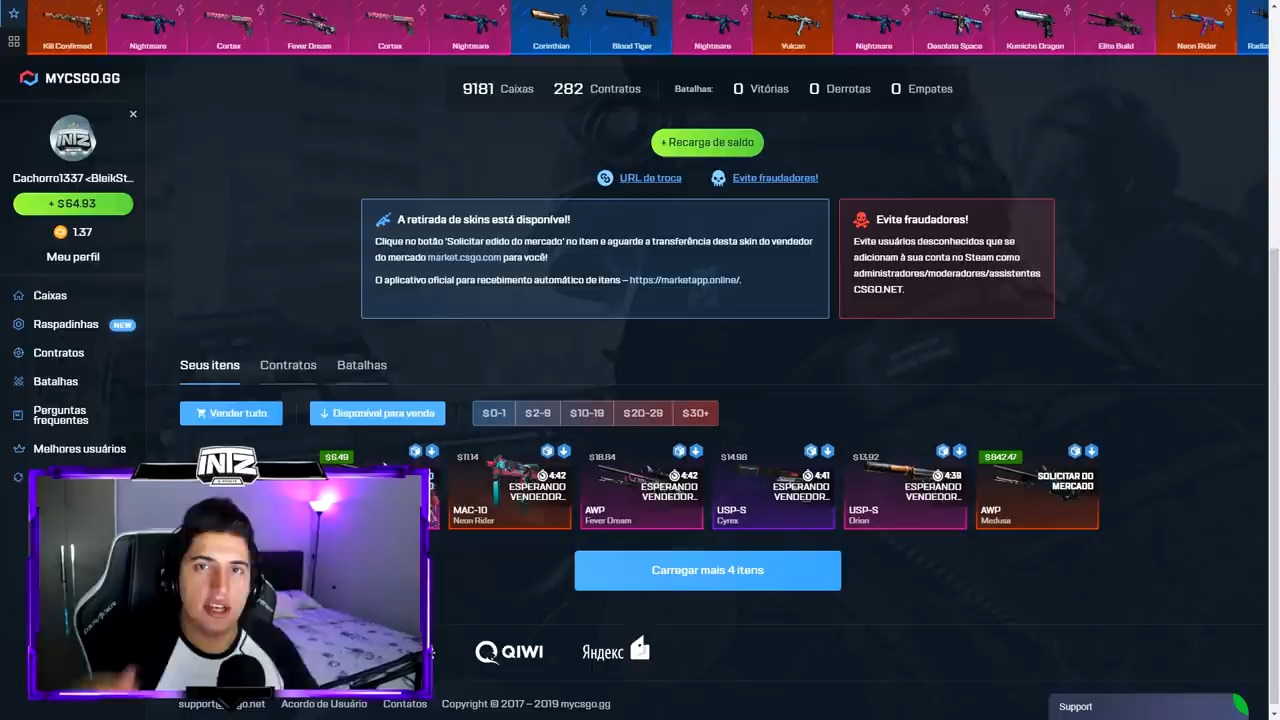 Kill Confirmed
Nightmare
Cortex
Fever Dream
Cortex
Nightmare
Corinthian
Blood Tiger
Nightmare
Vulcan
Nightmare
Desolate Space
Kumicho Dragon
Elite Build
Neon Rider
MYCSGO.GG
9181 Caixas
282 Contratos
Batalhas:
0 Vitórias
0 Derrotas
0 Empates
+ Recarga de saldo
URL de troca
Evite fraudadores!
Cachorro1337 <BleikSt...
+ $64.93
1.37
Meu perfil
A retirada de skins está disponível!
Clique no botão 'Solicitar edido do mercado' no item e aguarde a transferência desta skin do vendedor
do mercado market.csgo.com para você!
O aplicativo oficial para recebimento automático de itens – https://marketapp.online/.
Evite fraudadores!
Evite usuários desconhecidos que se
adicionam à sua conta no Steam como
administradores/moderadores/assistentes
CSGO.NET.
Caixas
Raspadinhas NEW
Contratos
Batalhas
Perguntas
frequentes
Melhores usuários
Seus itens
Contratos
Batalhas
Vender tudo
Disponível para venda
$0-1
$2-9
$10-19
$20-29
$30+
$6.49
$11.14
4:42
ESPERANDO
VENDEDOR...
MAC-10
Neon Rider
$18.84
4:42
ESPERANDO
VENDEDOR...
AWP
Fever Dream
$14.98
4:41
ESPERANDO
VENDEDOR...
USP-S
Cyrex
$13.92
4:39
ESPERANDO
VENDEDOR...
USP-S
Orion
$842.47
SOLICITAR DO
MERCADO
AWP
Medusa
Carregar mais 4 itens
INTZ
INTZ
QIWI
Яндекс
Acordo de Usuário
Contatos
Copyright © 2017 – 2019 mycsgo.gg
Support